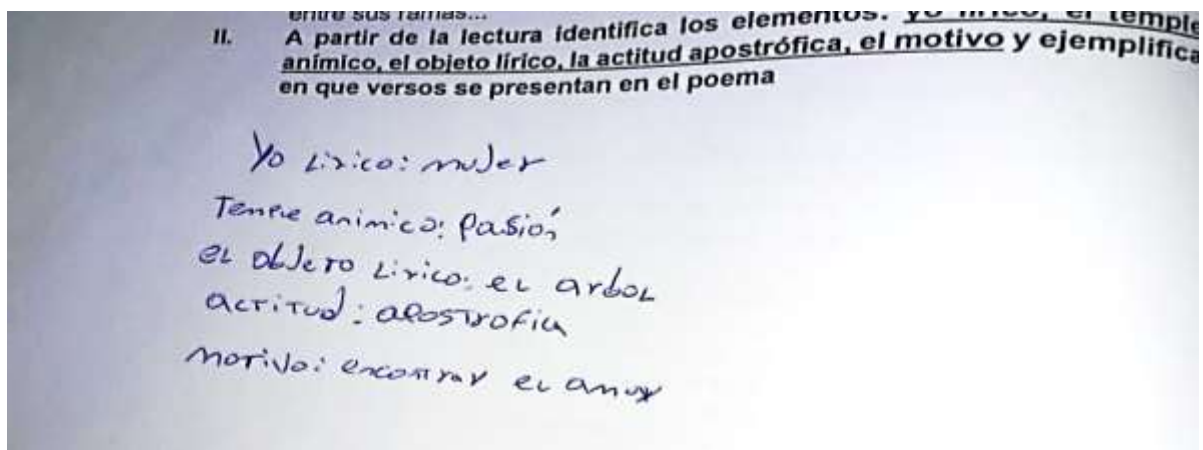 entre sus ramas...
II. A partir de la lectura identifica los elementos: yo lírico, el temple
anímico, el objeto lírico, la actitud apostrófica, el motivo y ejemplifica
en que versos se presentan en el poema
Yo Lirico: mujer
Temple animico: Pasión
el objeto Lirico: el arbol
actitud: apostrofica
motivo: encontrar el amor